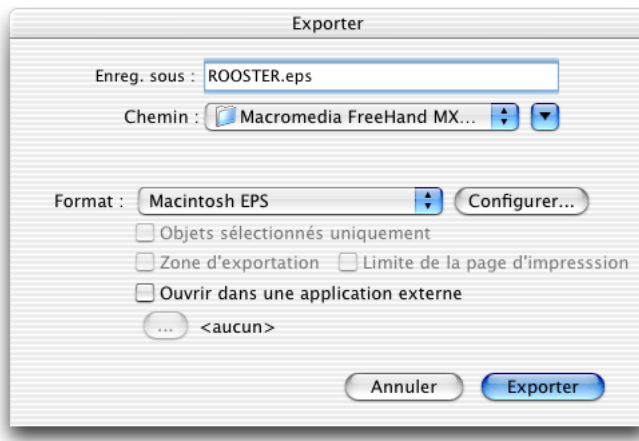 Exporter
Enreg. sous : ROOSTER.eps
Chemin : Macromedia FreeHand MX...
Format : Macintosh EPS Configurer...
Objets sélectionnés uniquement
Zone d'exportation Limite de la page d'impresssion
Ouvrir dans une application externe
... <aucun>
Annuler Exporter